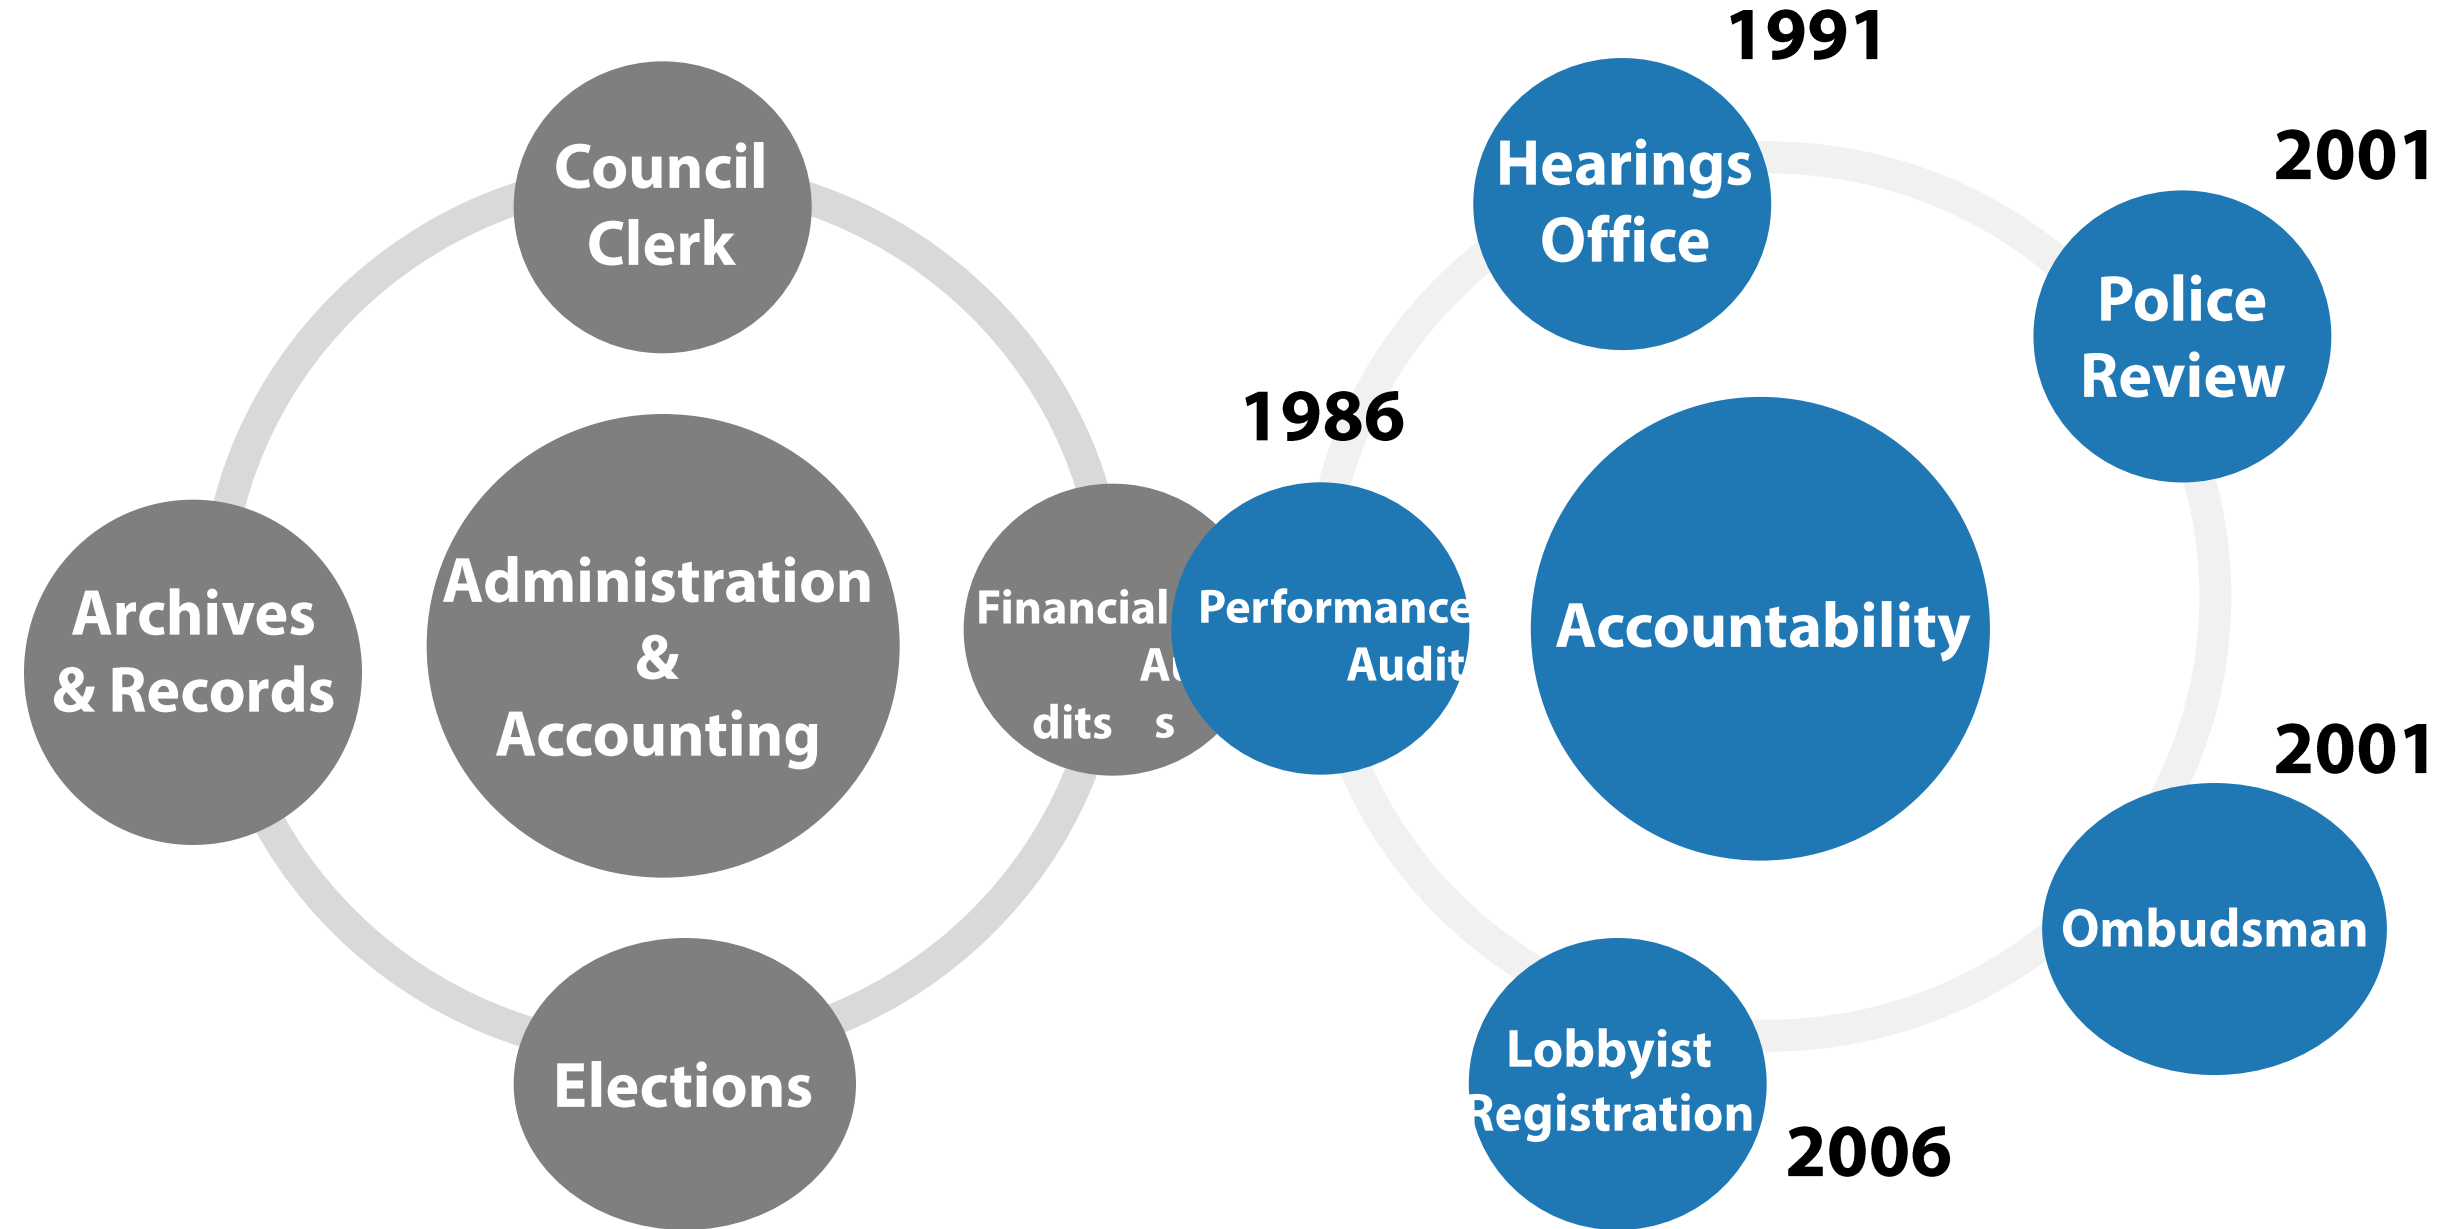 Council
Clerk
Archives
& Records
Administration
&
Accounting
Elections
Financial
Au
dits s
1986
Performance
Audit
1991
Hearings
Office
2001
Police
Review
Accountability
2001
Ombudsman
Lobbyist
Registration
2006